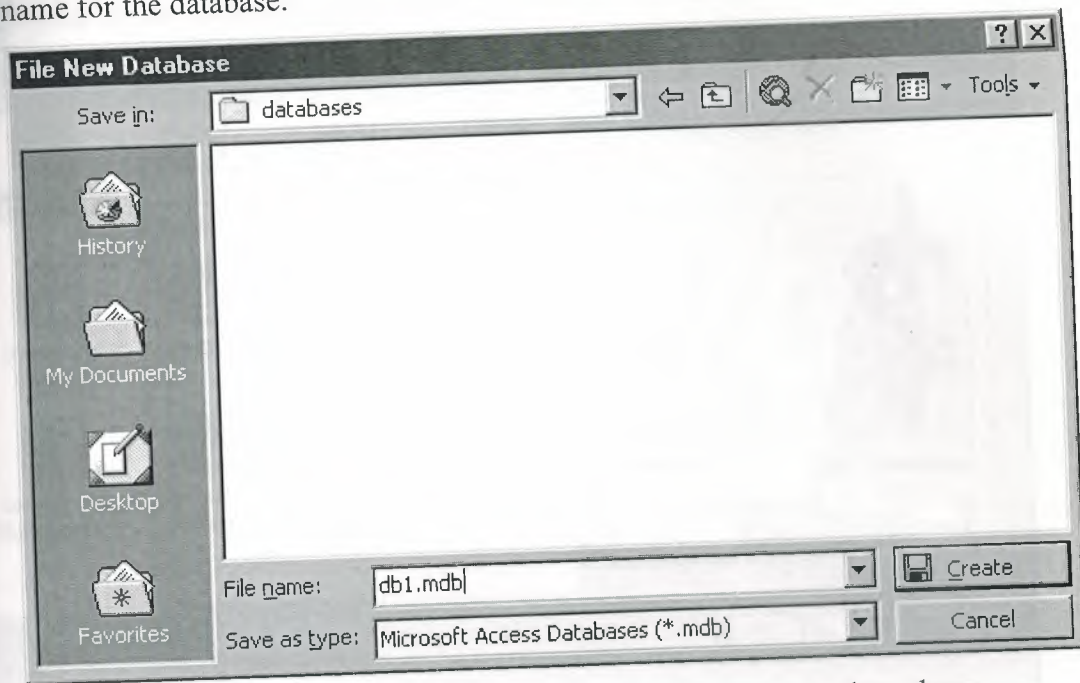 name for the database.
File New Database
Save in:
databases
Tools
History
My Documents
Desktop
Favorites
File name:
db1.mdb
Create
Save as type:
Microsoft Access Databases (*.mdb)
Cancel